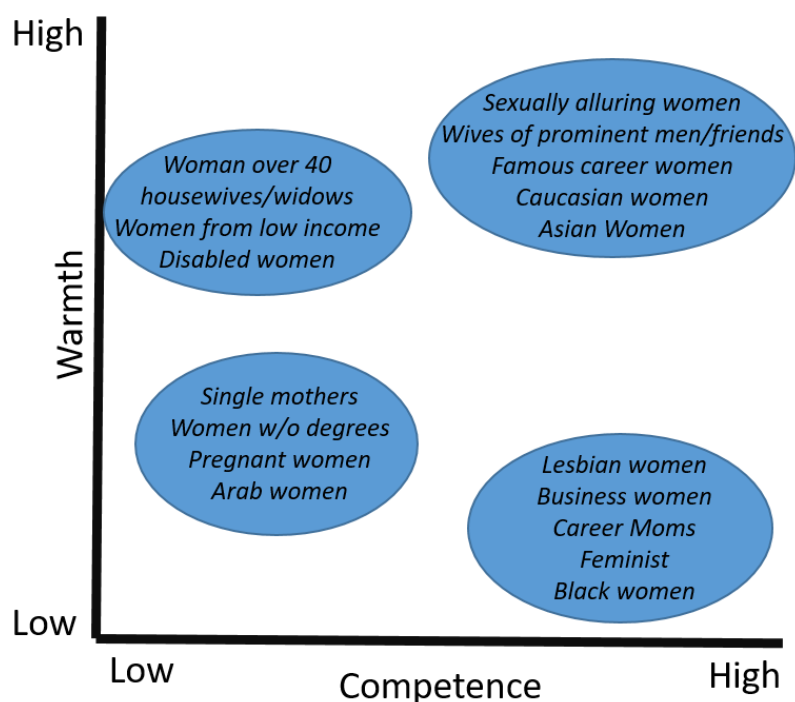 High
Sexually alluring women
Wives of prominent men/friends
Famous career women
Caucasian women
Asian Women
Woman over 40
housewives/widows
Women from low income
Disabled women
Warmth
Single mothers
Women w/o degrees
Pregnant women
Arab women
Lesbian women
Business women
Career Moms
Feminist
Black women
Low
Low
Competence
High